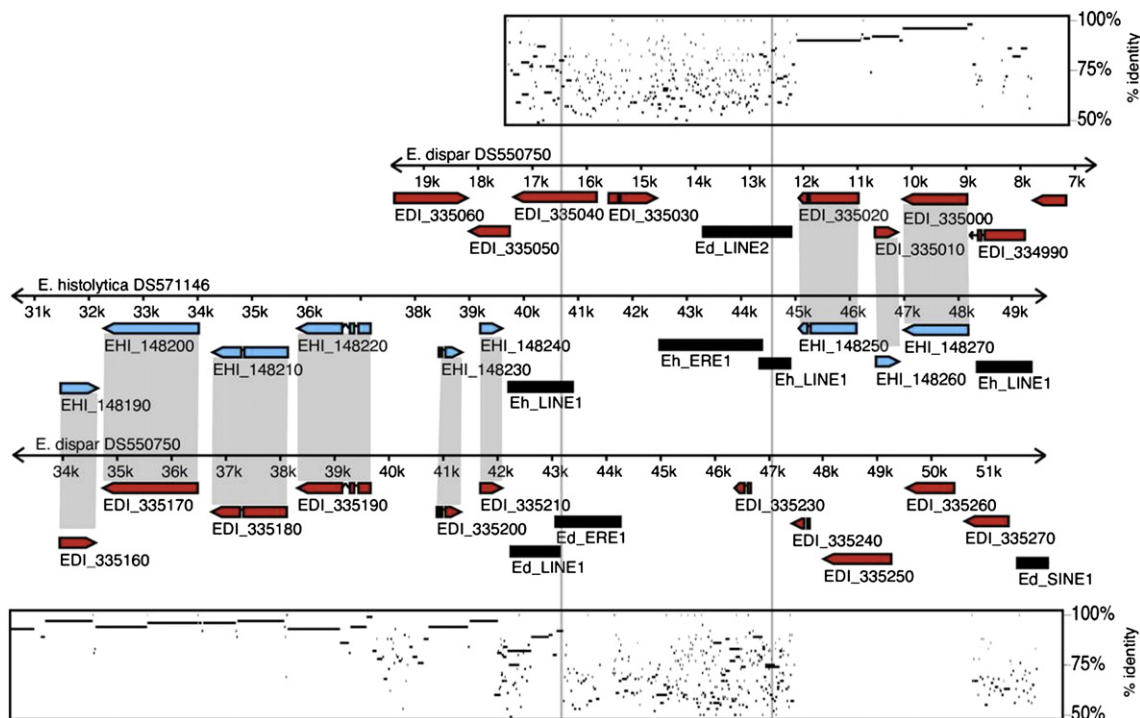 100%
75%
50%
% identity
E. dispar DS550750
19k 18k 17k 16k 15k 14k 13k 12k 11k 10k 9k 8k 7k
EDI_335060 EDI_335040 EDI_335030 EDI_335020 EDI_335000
EDI_335050 Ed_LINE2 EDI_335010 EDI_334990
E. histolytica DS571146
31k 32k 33k 34k 35k 36k 38k 39k 40k 41k 42k 43k 44k 45k 46k 47k 48k 49k
EHI_148200 EHI_148220 EHI_148240 EHI_148250 EHI_148270
EHI_148210 EHI_148230 Eh_ERE1 Eh_LINE1 EHI_148260 Eh_LINE1
EHI_148190 Eh_LINE1
E. dispar DS550750
34k 35k 36k 37k 38k 39k 40k 41k 42k 43k 44k 45k 46k 47k 48k 49k 50k 51k
EDI_335170 EDI_335190 EDI_335210 EDI_335230 EDI_335260
EDI_335180 EDI_335200 Ed_ERE1 EDI_335240 EDI_335270
EDI_335160 Ed_LINE1 EDI_335250 Ed_SINE1
100%
75%
50%
% identity